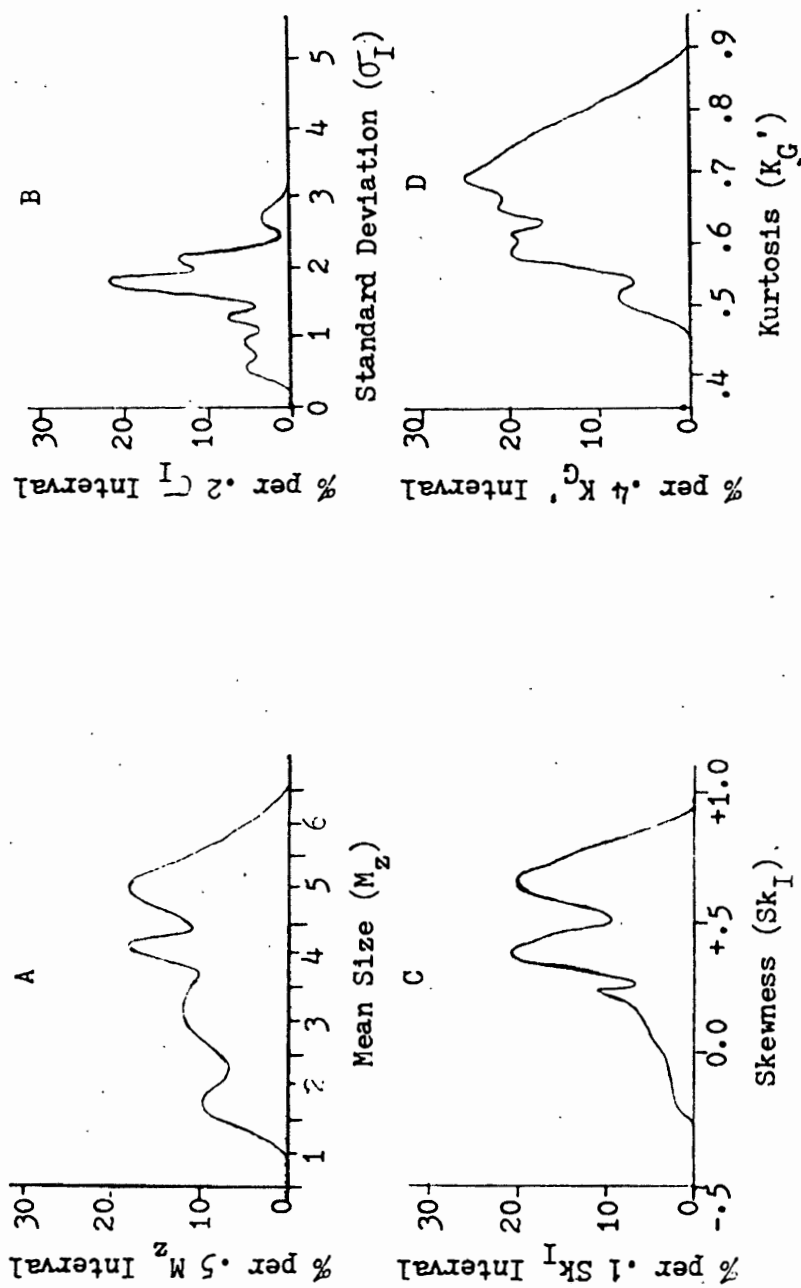 A
% per .5 M_z Interval
30
20
10
0
1 2 3 4 5 6
Mean Size (M_z)
B
% per .2 σ_I Interval
30
20
10
0
0 1 2 3 4 5
Standard Deviation (σ_I)
C
% per .1 Sk_I Interval
30
20
10
0
-.5 0.0 +.5 +1.0
Skewness (Sk_I).
D
% per .4 K_G' Interval
30
20
10
0
.4 .5 .6 .7 .8 .9
Kurtosis (K_G')